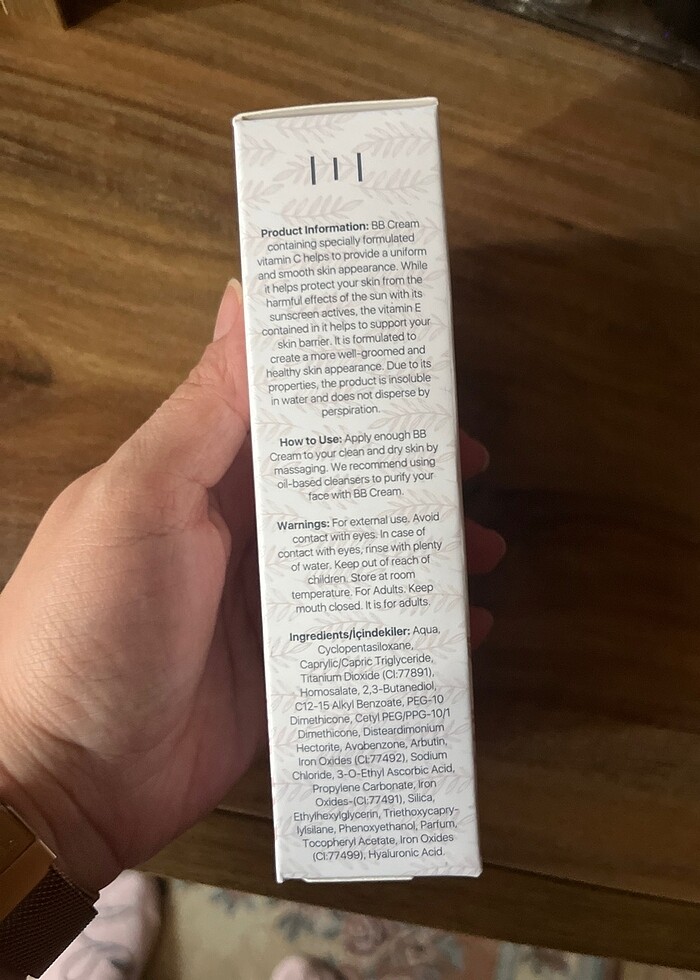 Product Information: BB Cream
containing specially formulated
vitamin C helps to provide a uniform
and smooth skin appearance. While
it helps protect your skin from the
harmful effects of the sun with its
sunscreen actives, the vitamin E
contained in it helps to support your
skin barrier. It is formulated to
create a more well-groomed and
healthy skin appearance. Due to its
properties, the product is insoluble
in water and does not disperse by
perspiration.
How to Use: Apply enough BB
Cream to your clean and dry skin by
massaging. We recommend using
oil-based cleansers to purify your
face with BB Cream.
Warnings: For external use. Avoid
contact with eyes. In case of
contact with eyes, rinse with plenty
of water. Keep out of reach of
children. Store at room
temperature. For Adults. Keep
mouth closed. It is for adults.
Ingredients/İçindekiler: Aqua,
Cyclopentasiloxane,
Caprylic/Capric Triglyceride,
Titanium Dioxide (CI:77891),
Homosalate, 2,3-Butanediol,
C12-15 Alkyl Benzoate, PEG-10
Dimethicone, Cetyl PEG/PPG-10/1
Dimethicone, Disteardimonium
Hectorite, Avobenzone, Arbutin,
Iron Oxides (CI:77492), Sodium
Chloride, 3-O-Ethyl Ascorbic Acid,
Propylene Carbonate, Iron
Oxides-(CI:77491), Silica,
Ethylhexylglycerin, Triethoxycapry-
lylsilane, Phenoxyethanol, Parfum,
Tocopheryl Acetate, Iron Oxides
(CI:77499), Hyaluronic Acid.